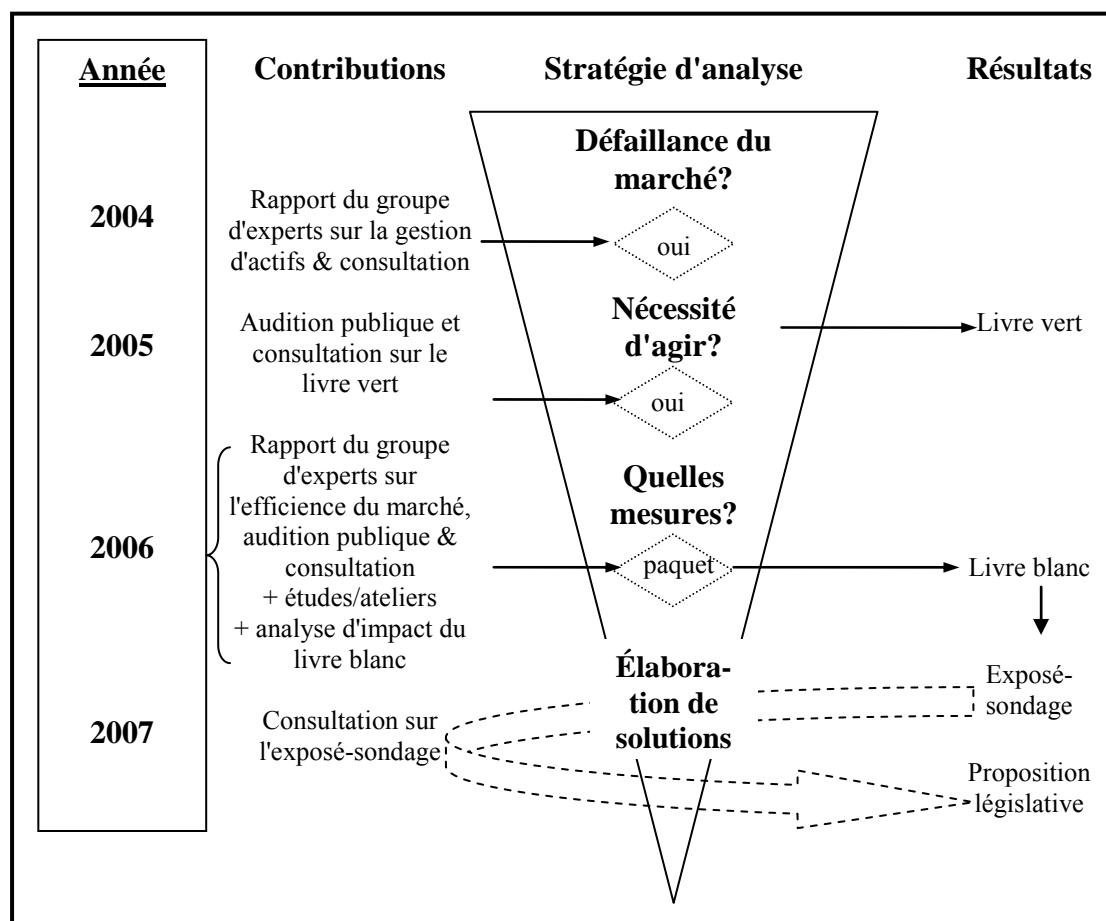 Année
Contributions
Stratégie d'analyse
Résultats
Défaillance du
marché?
2004
Rapport du groupe
d'experts sur la gestion
d'actifs & consultation
oui
2005
Audition publique et
consultation sur le
livre vert
Nécessité
d'agir?
oui
Livre vert
2006
Rapport du groupe
d'experts sur
l'efficience du marché,
audition publique &
consultation
+ études/ateliers
+ analyse d'impact du
livre blanc
Quelles
mesures?
paquet
Livre blanc
2007
Consultation sur
l'exposé-sondage
Élabora-
tion de
solutions
Exposé-
sondage
Proposition
législative